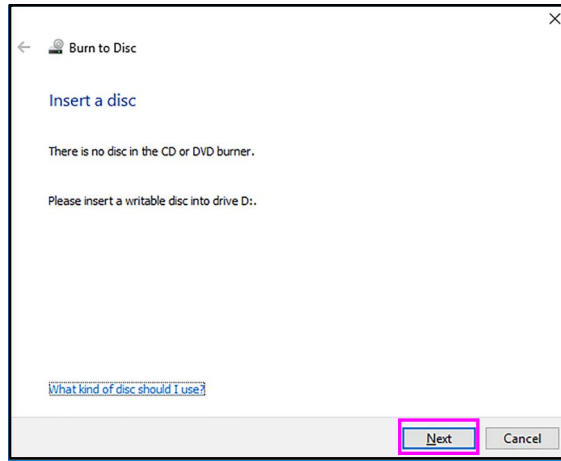 Burn to Disc
Insert a disc
There is no disc in the CD or DVD burner.
Please insert a writable disc into drive D:.
What kind of disc should I use?
Next Cancel